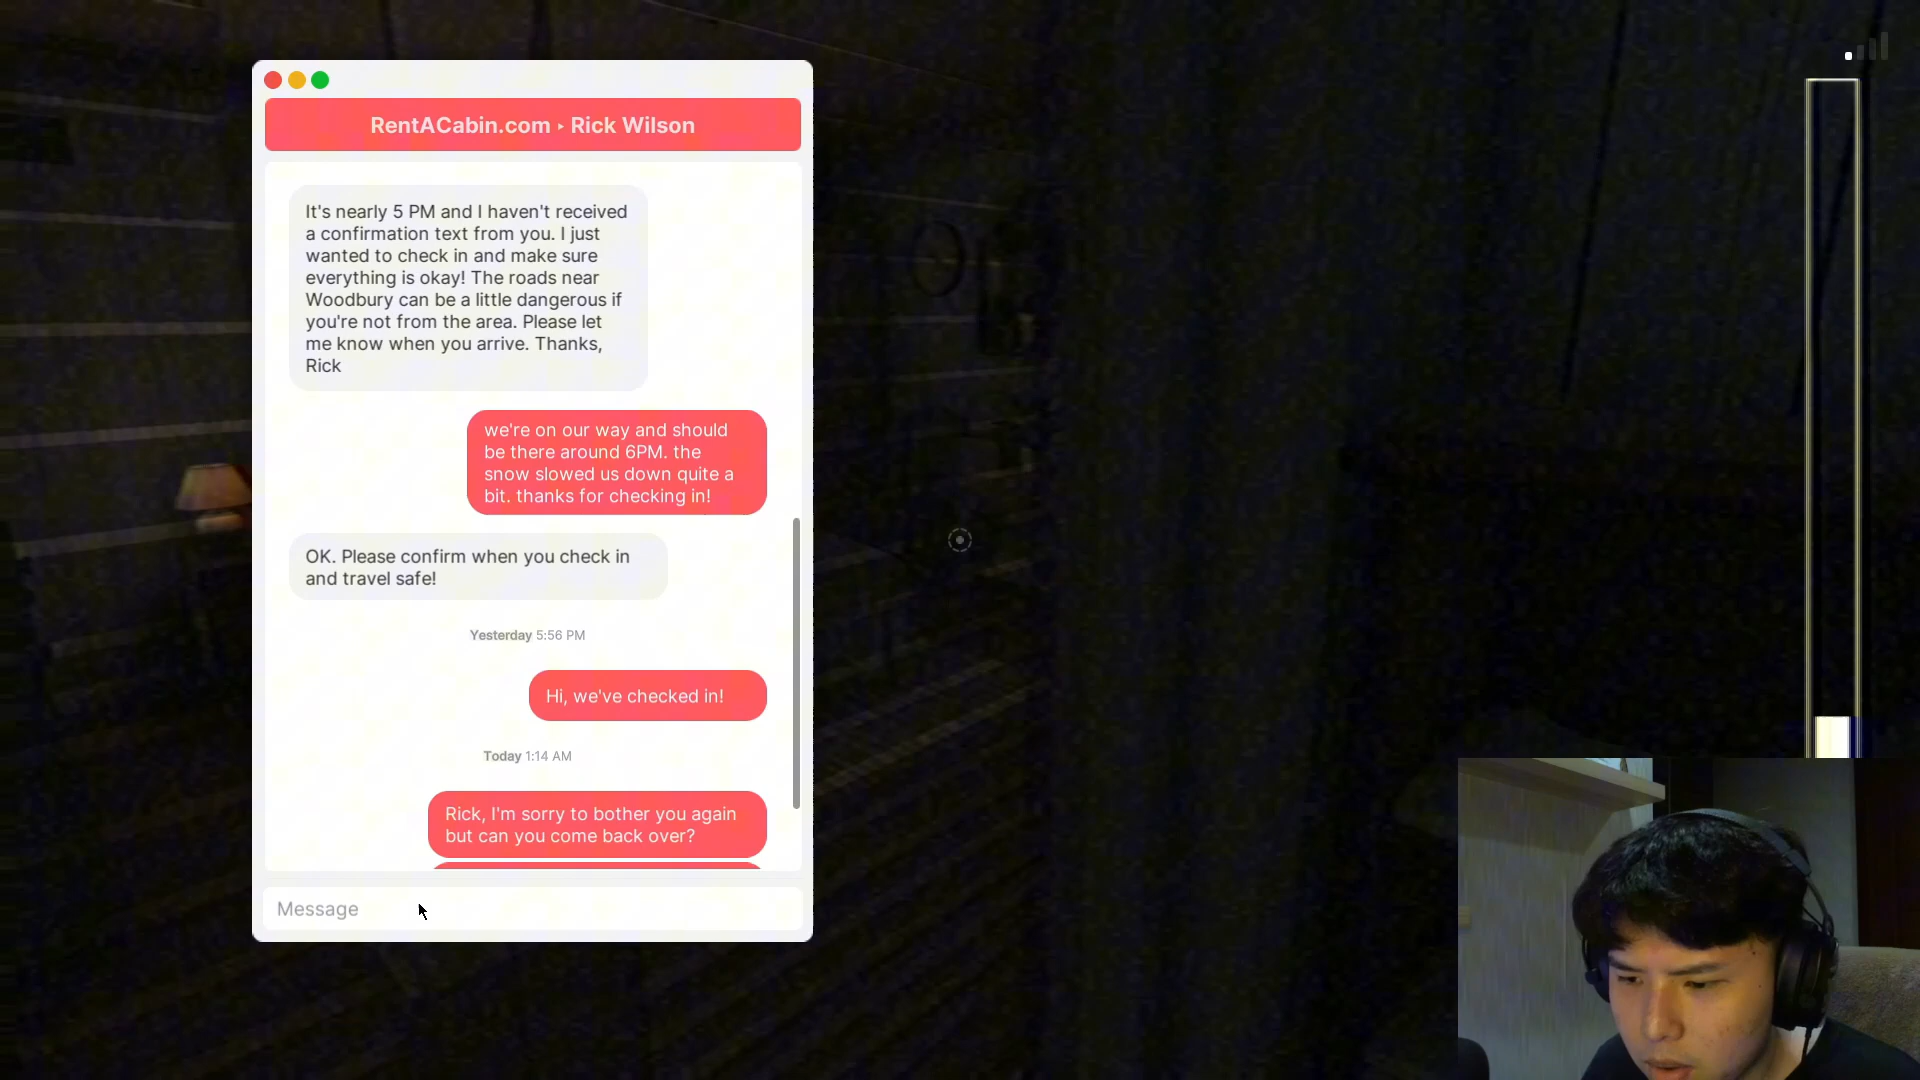 RentACabin.com ▸ Rick Wilson
It's nearly 5 PM and I haven't received
a confirmation text from you. I just
wanted to check in and make sure
everything is okay! The roads near
Woodbury can be a little dangerous if
you're not from the area. Please let
me know when you arrive. Thanks,
Rick
we're on our way and should
be there around 6PM. the
snow slowed us down quite a
bit. thanks for checking in!
OK. Please confirm when you check in
and travel safe!
Yesterday 5:56 PM
Hi, we've checked in!
Today 1:14 AM
Rick, I'm sorry to bother you again
but can you come back over?
Message